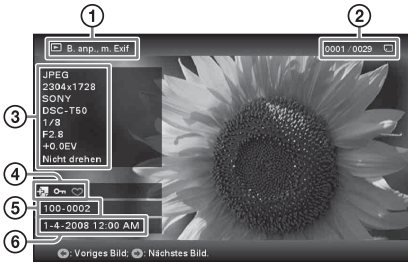 1
2
B. anp., m. Exif
0001/0029
3
JPEG
2304x1728
SONY
DSC-T50
1/8
F2.8
+0.0EV
Nicht drehen
4
5
100-0002
6
1-4-2008 12:00 AM
: Voriges Bild; : Nächstes Bild.